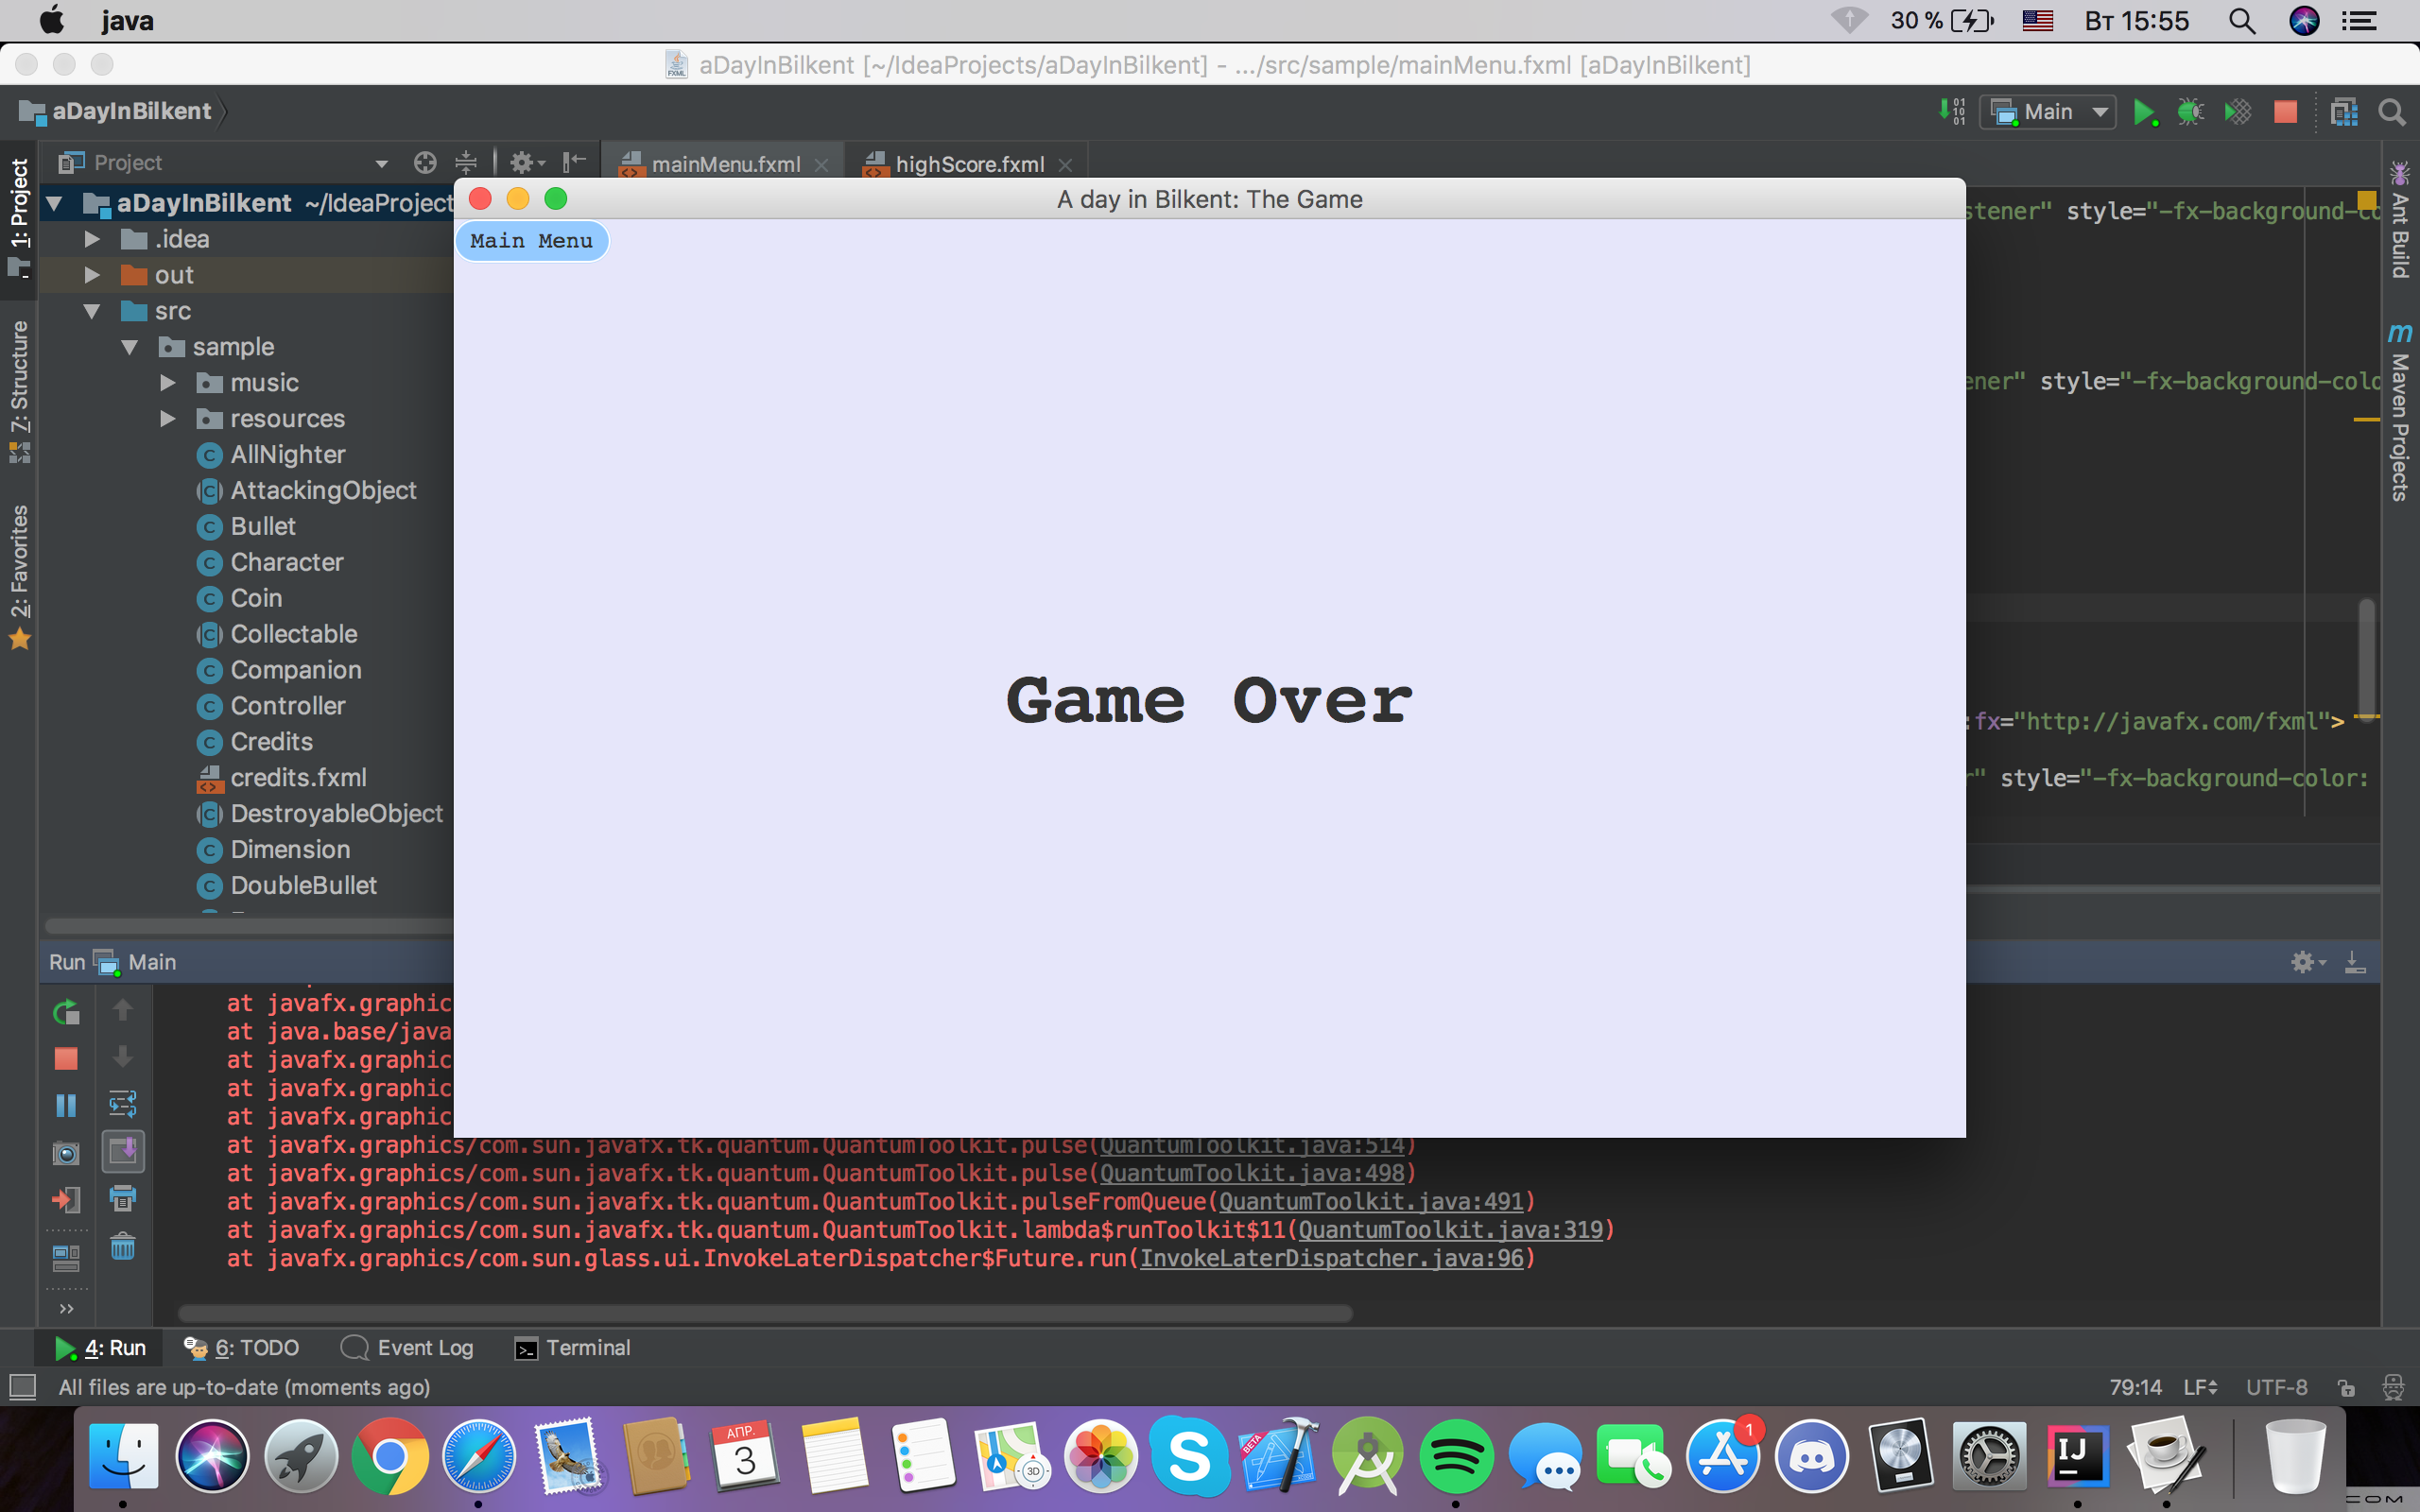 java
30 %
Вт 15:55
aDayInBilkent [~/IdeaProjects/aDayInBilkent] - .../src/sample/mainMenu.fxml [aDayInBilkent]
aDayInBilkent
Main
Project
mainMenu.fxml
highScore.fxml
1: Project
Z: Structure
2: Favorites
Ant Build
Maven Projects
aDayInBilkent ~/IdeaProject
.idea
out
src
sample
music
resources
AllNighter
AttackingObject
Bullet
Character
Coin
Collectable
Companion
Controller
Credits
credits.fxml
DestroyableObject
Dimension
DoubleBullet
A day in Bilkent: The Game
Main Menu
Game Over
stener" style="-fx-background-co
ener" style="-fx-background-colo
:fx="http://javafx.com/fxml">
" style="-fx-background-color:
Run Main
at javafx.graphic
at java.base/java
at javafx.graphic
at javafx.graphic
at javafx.graphic
at javafx.graphics/com.sun.javafx.tk.quantum.QuantumToolkit.pulse(QuantumToolkit.java:514)
at javafx.graphics/com.sun.javafx.tk.quantum.QuantumToolkit.pulse(QuantumToolkit.java:498)
at javafx.graphics/com.sun.javafx.tk.quantum.QuantumToolkit.pulseFromQueue(QuantumToolkit.java:491)
at javafx.graphics/com.sun.javafx.tk.quantum.QuantumToolkit.lambda$runToolkit$11(QuantumToolkit.java:319)
at javafx.graphics/com.sun.glass.ui.InvokeLaterDispatcher$Future.run(InvokeLaterDispatcher.java:96)
4: Run
6: TODO
Event Log
Terminal
All files are up-to-date (moments ago)
79:14
LF
UTF-8
АПР.
3
3D
BETA
1
IJ
COM